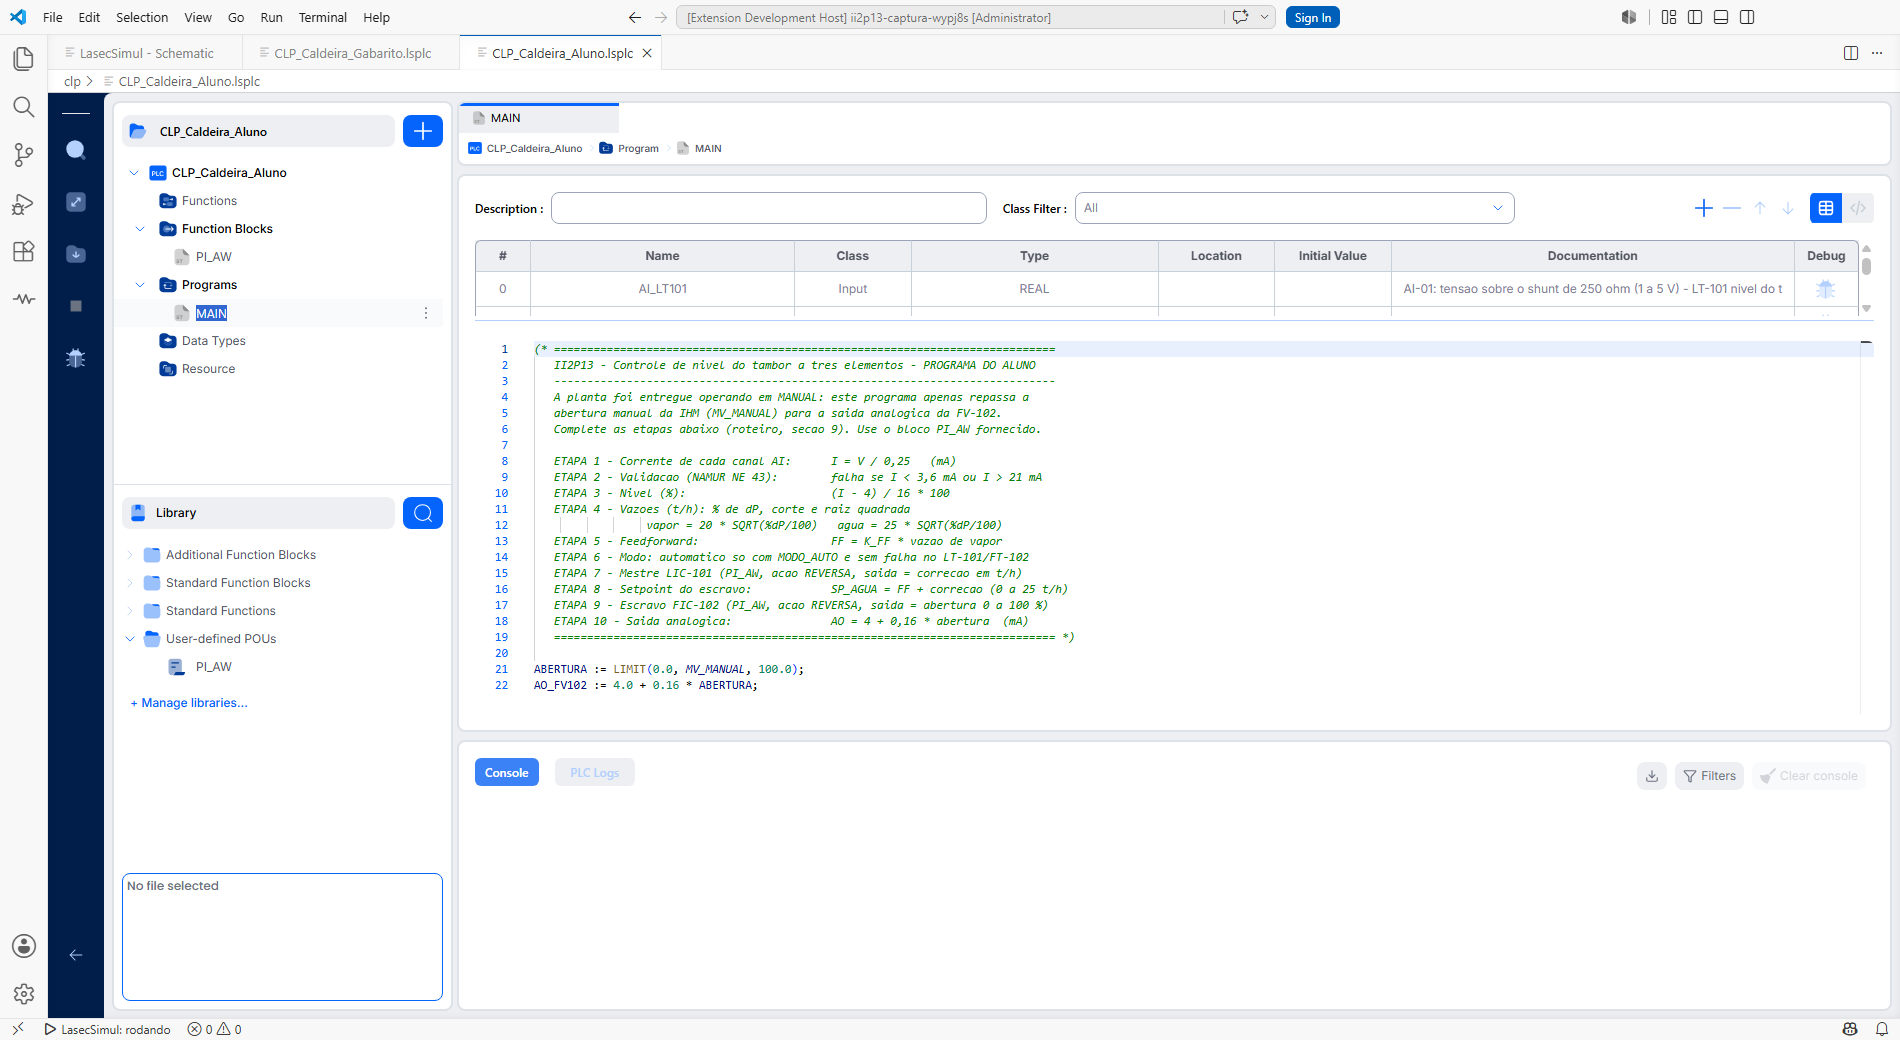 File Edit Selection View Go Run Terminal Help
[Extension Development Host] ii2p13-captura-wypj8s [Administrator]
Sign In
LasecSimul - Schematic
CLP_Caldeira_Gabarito.lsplc
CLP_Caldeira_Aluno.lsplc
clp
CLP_Caldeira_Aluno.lsplc
CLP_Caldeira_Aluno
PLC CLP_Caldeira_Aluno
Functions
Function Blocks
PI_AW
Programs
MAIN
Data Types
Resource
Library
Additional Function Blocks
Standard Function Blocks
Standard Functions
User-defined POUs
PI_AW
+ Manage libraries...
No file selected
MAIN
PLC CLP_Caldeira_Aluno Program MAIN
Description :
Class Filter : All
# Name Class Type Location Initial Value Documentation Debug
0 AI_LT101 Input REAL AI-01: tensao sobre o shunt de 250 ohm (1 a 5 V) - LT-101 nivel do t
1 (* ============================================================================
2 II2P13 - Controle de nivel do tambor a tres elementos - PROGRAMA DO ALUNO
3 ----------------------------------------------------------------------------
4 A planta foi entregue operando em MANUAL: este programa apenas repassa a
5 abertura manual da IHM (MV_MANUAL) para a saida analogica da FV-102.
6 Complete as etapas abaixo (roteiro, secao 9). Use o bloco PI_AW fornecido.
7
8 ETAPA 1 - Corrente de cada canal AI: I = V / 0,25 (mA)
9 ETAPA 2 - Validacao (NAMUR NE 43): falha se I < 3,6 mA ou I > 21 mA
10 ETAPA 3 - Nivel (%): (I - 4) / 16 * 100
11 ETAPA 4 - Vazoes (t/h): % de dP, corte e raiz quadrada
12 vapor = 20 * SQRT(%dP/100) agua = 25 * SQRT(%dP/100)
13 ETAPA 5 - Feedforward: FF = K_FF * vazao de vapor
14 ETAPA 6 - Modo: automatico so com MODO_AUTO e sem falha no LT-101/FT-102
15 ETAPA 7 - Mestre LIC-101 (PI_AW, acao REVERSA, saida = correcao em t/h)
16 ETAPA 8 - Setpoint do escravo: SP_AGUA = FF + correcao (0 a 25 t/h)
17 ETAPA 9 - Escravo FIC-102 (PI_AW, acao REVERSA, saida = abertura 0 a 100 %)
18 ETAPA 10 - Saida analogica: AO = 4 + 0,16 * abertura (mA)
19 ============================================================================ *)
20
21 ABERTURA := LIMIT(0.0, MV_MANUAL, 100.0);
22 AO_FV102 := 4.0 + 0.16 * ABERTURA;
Console
PLC Logs
Filters
Clear console
LasecSimul: rodando 0 0